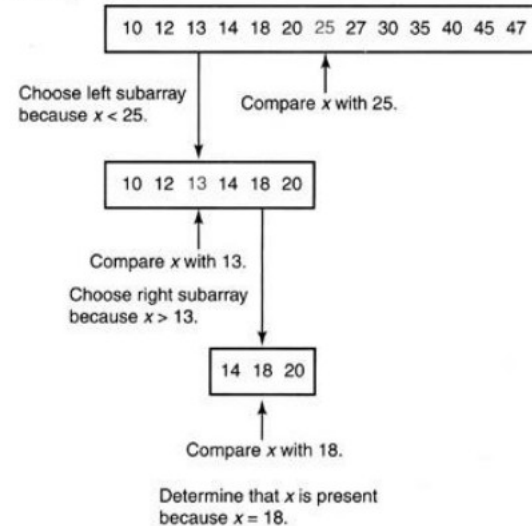 10 12 13 14 18 20 25 27 30 35 40 45 47
Choose left subarray
because x < 25.
Compare x with 25.
10 12 13 14 18 20
Compare x with 13.
Choose right subarray
because x > 13.
14 18 20
Compare x with 18.
Determine that x is present
because x = 18.